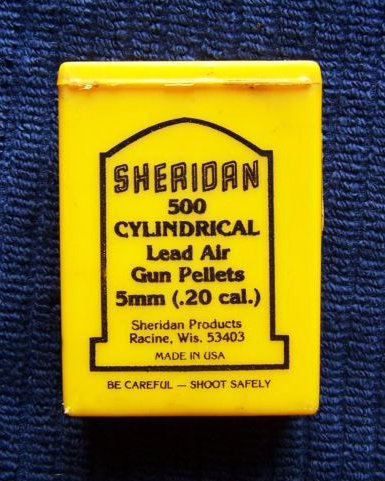 SHERIDAN
500
CYLINDRICAL
Lead Air
Gun Pellets
5mm (.20 cal.)
Sheridan Products
Racine, Wis. 53403
MADE IN USA
BE CAREFUL — SHOOT SAFELY